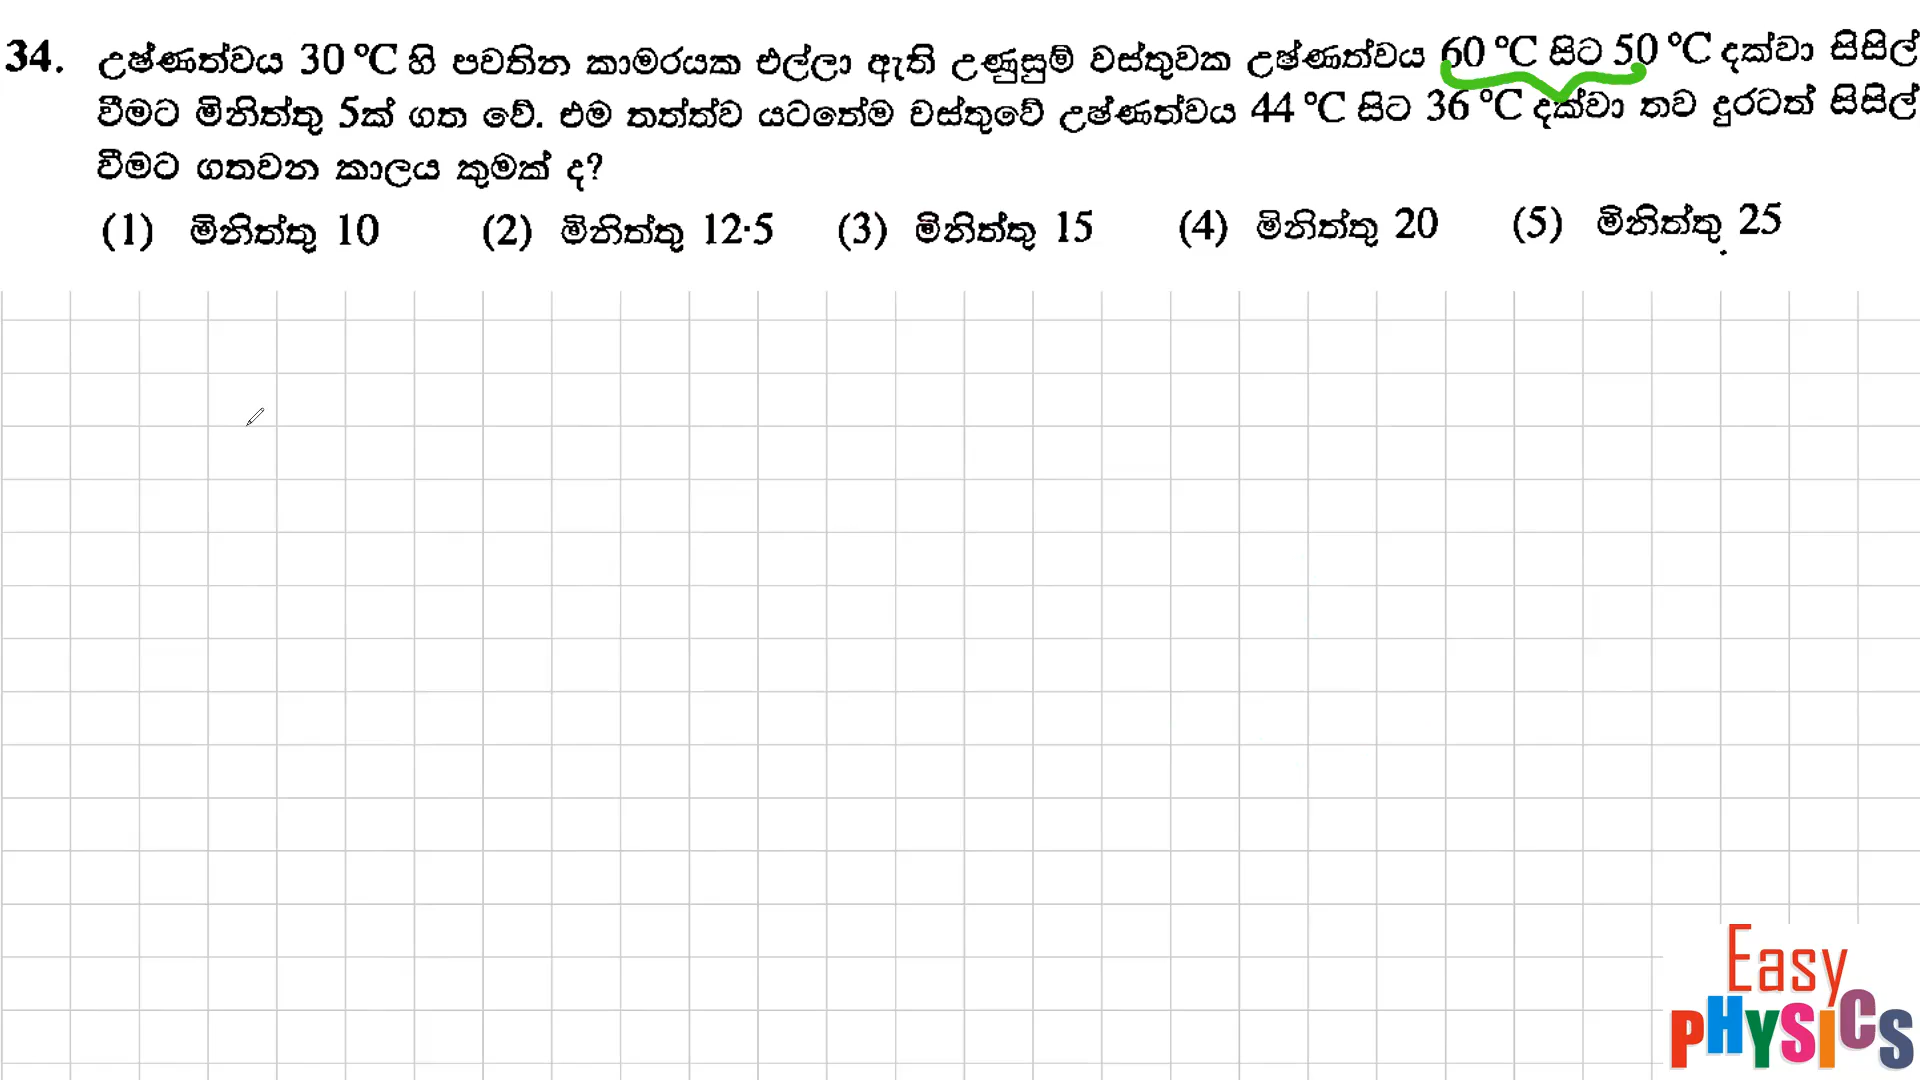 34. උෂ්ණත්වය 30 °C හි පවතින කාමරයක එල්ලා ඇති උණුසුම් වස්තුවක උෂ්ණත්වය 60 °C සිට 50 °C දක්වා සිසිල්
වීමට මිනිත්තු 5ක් ගත වේ. එම තත්ත්ව යටතේම වස්තුවේ උෂ්ණත්වය 44 °C සිට 36 °C දක්වා තව දුරටත් සිසිල්
වීමට ගතවන කාලය කුමක් ද?
(1) මිනිත්තු 10 (2) මිනිත්තු 12·5 (3) මිනිත්තු 15 (4) මිනිත්තු 20 (5) මිනිත්තු 25
Easy
PHYSICS